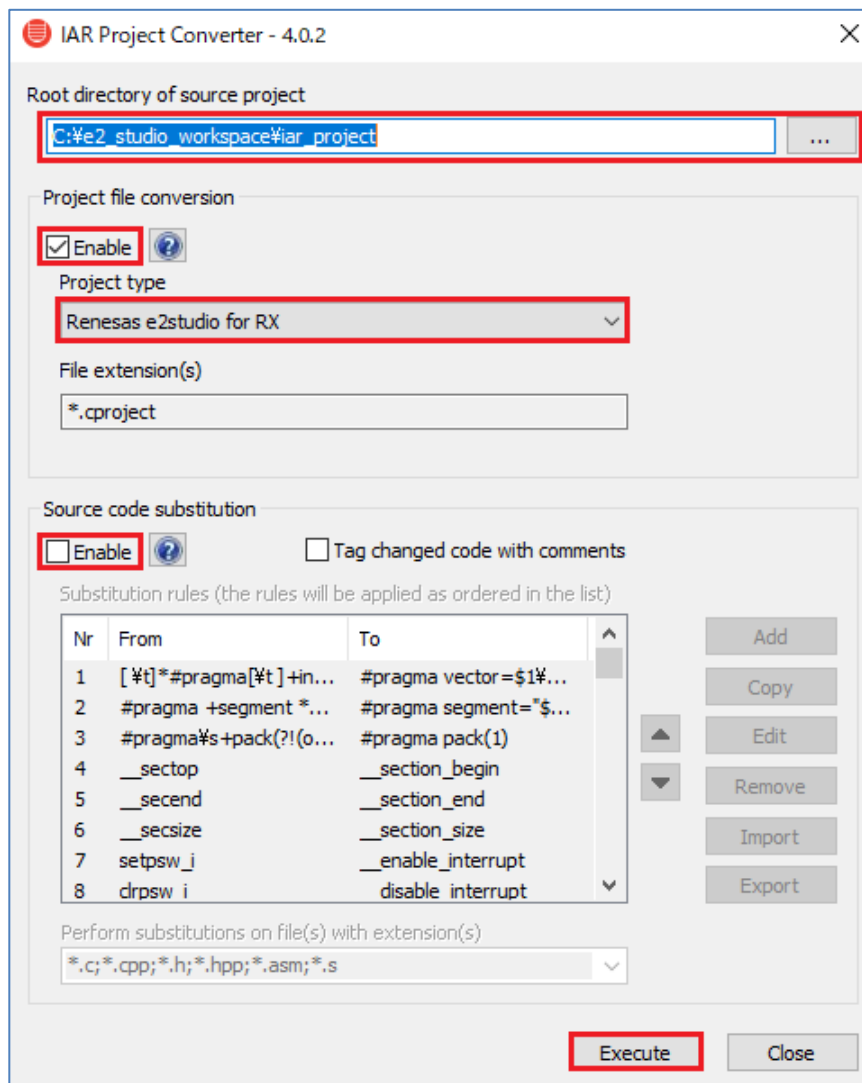 IAR Project Converter - 4.0.2
Root directory of source project
C:¥e2_studio_workspace¥iar_project
...
Project file conversion
Enable
Project type
Renesas e2studio for RX
File extension(s)
*.cproject
Source code substitution
Enable Tag changed code with comments
Substitution rules (the rules will be applied as ordered in the list)
Nr From To
1 [ ¥t]*#pragma[¥t ]+in... #pragma vector=$1¥...
2 #pragma +segment *... #pragma segment="$...
3 #pragma¥s+pack(?!(o... #pragma pack(1)
4 __sectop __section_begin
5 __secend __section_end
6 __secsize __section_size
7 setpsw_i __enable_interrupt
8 clrpsw_i __disable_interrupt
Add
Copy
Edit
Remove
Import
Export
Perform substitutions on file(s) with extension(s)
*.c;*.cpp;*.h;*.hpp;*.asm;*.s
Execute Close